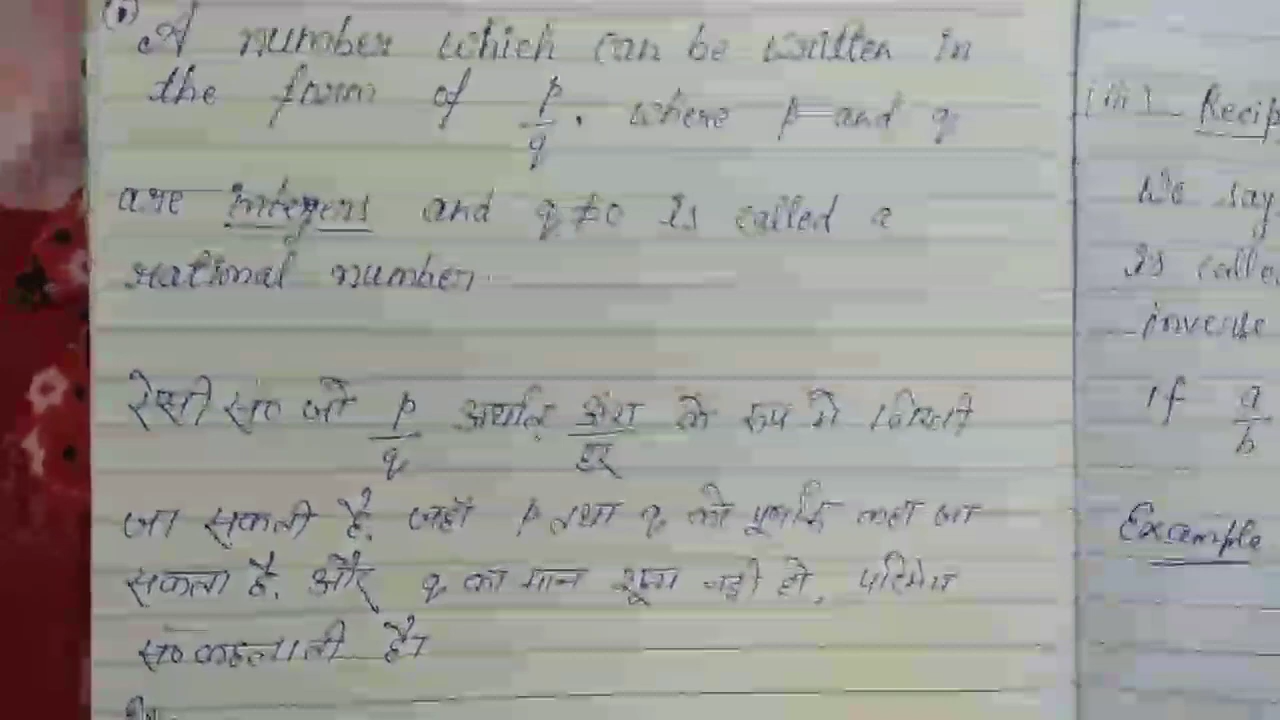 (i) A number which can be written in
the form of p/q. where p and q
are integers and q≠0 is called a
rational number.
ऐसी सं० जो p/q अर्थात् अंश/हर के रूप में लिखी
जा सकती है. जहाँ p तथा q को पूर्णांक कहा जा
सकता है. और q का मान शून्य नहीं हो, परिमेय
सं० कहलाती है।
(iii) Recip
We say
is calle
inverse
If a/b
Example